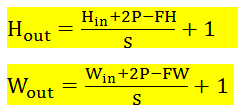 H_out = (H_in+2P−FH)/S + 1
W_out = (W_in+2P−FW)/S + 1